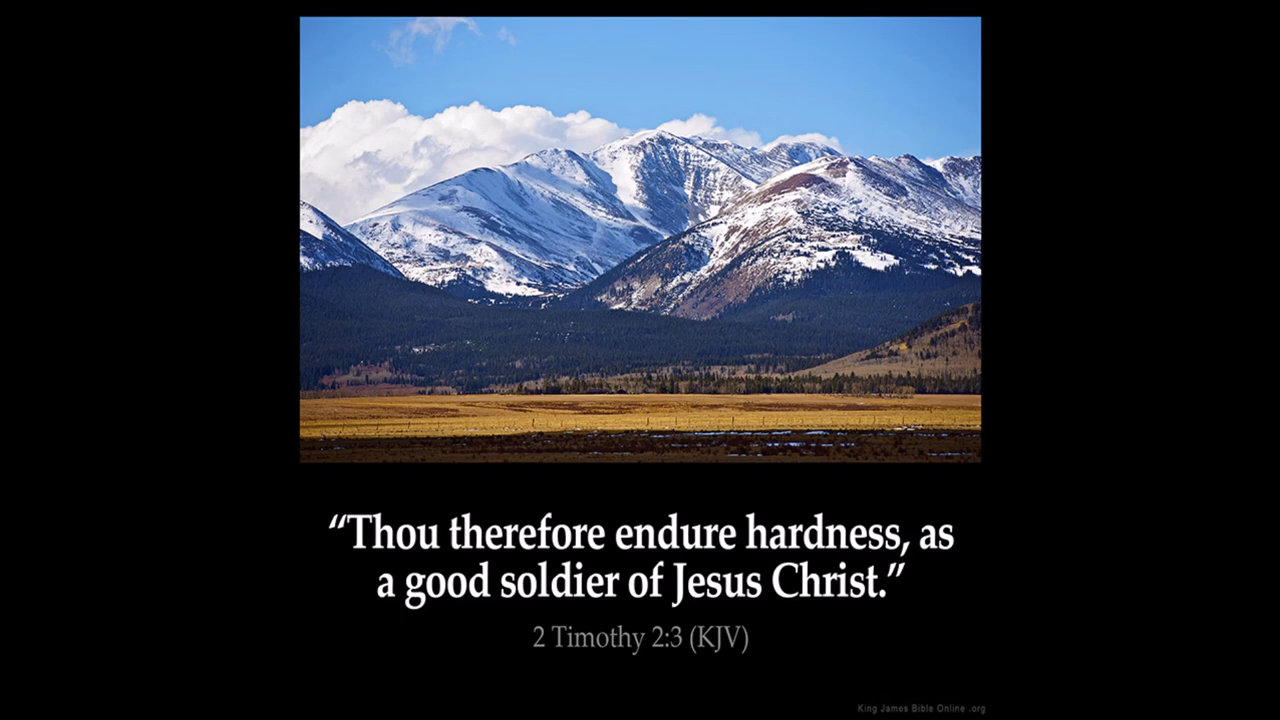 “Thou therefore endure hardness, as
a good soldier of Jesus Christ.”
2 Timothy 2:3 (KJV)
King James Bible Online .org